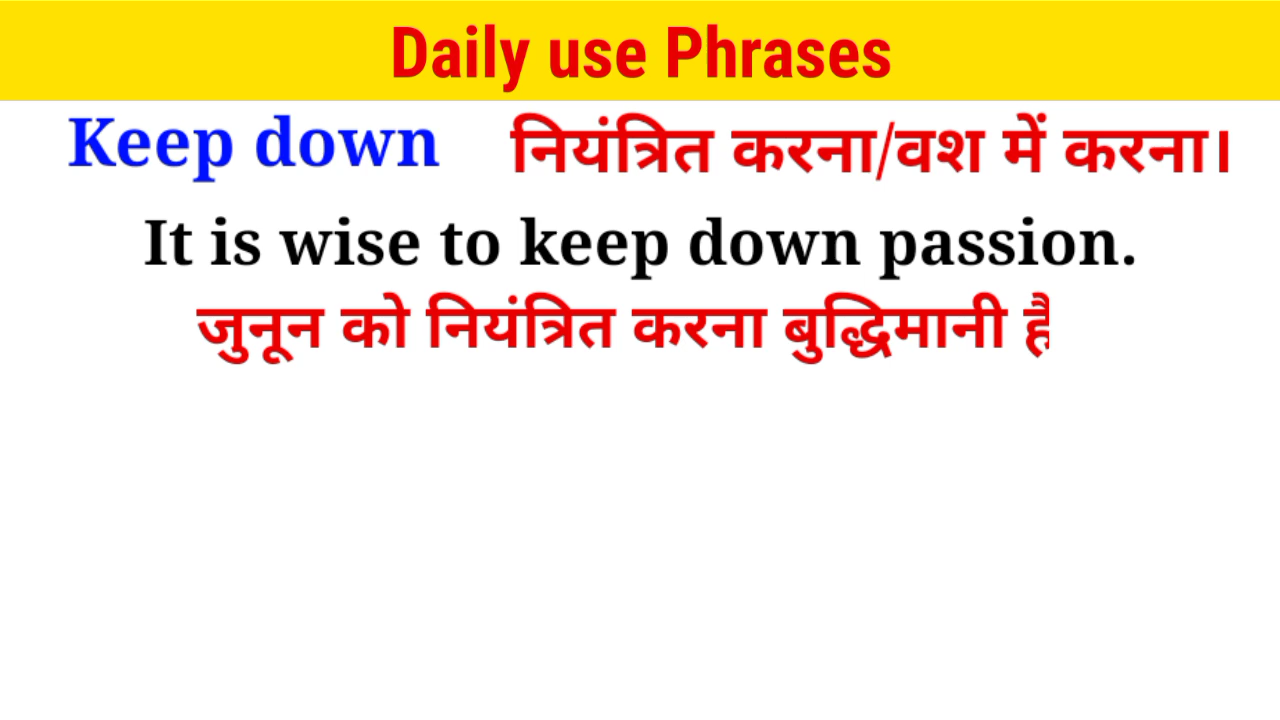 Daily use Phrases
Keep down नियंत्रित करना/वश में करना।
It is wise to keep down passion.
जुनून को नियंत्रित करना बुद्धिमानी है